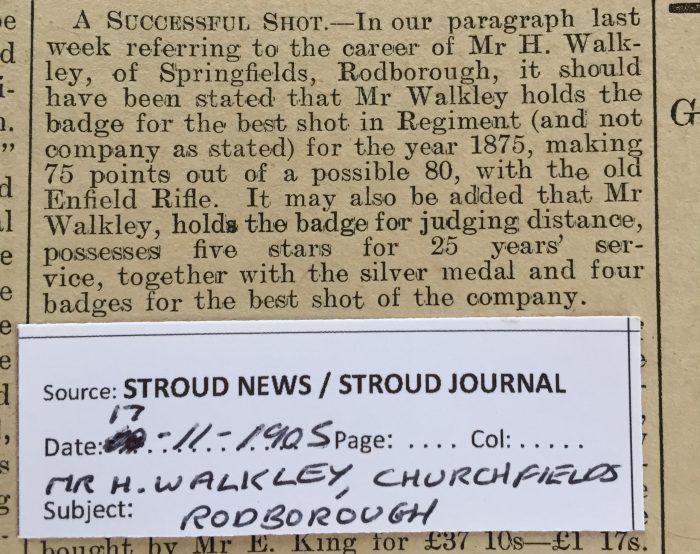 A SUCCESSFUL SHOT.—In our paragraph last
week referring to the career of Mr H. Walk-
ley, of Springfields, Rodborough, it should
have been stated that Mr Walkley holds the
badge for the best shot in Regiment (and not
company as stated) for the year 1875, making
75 points out of a possible 80, with the old
Enfield Rifle. It may also be added that Mr
Walkley, holds the badge for judging distance,
possesses five stars for 25 years' ser-
vice, together with the silver medal and four
badges for the best shot of the company.
Source: STROUD NEWS / STROUD JOURNAL
17
Date: -11-1905 Page: .... Col: .....
MR H. WALKLEY, CHURCHFIELDS
Subject: RODBOROUGH
bought by Mr E. King for £37 10s—£1 17s.